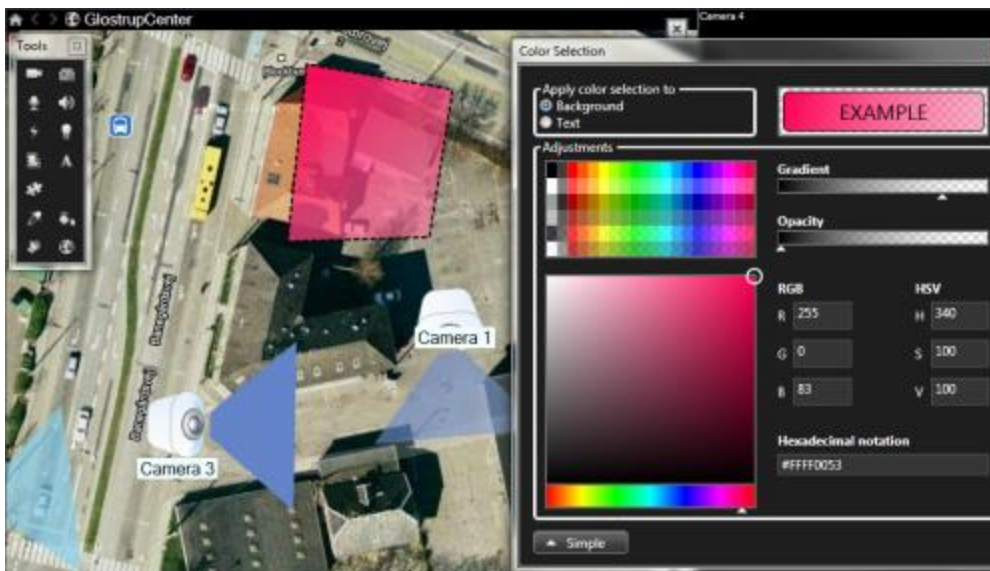 GlostrupCenter
Camera 4
Tools
Color Selection
Apply color selection to
Background
Text
EXAMPLE
Adjustments
Gradient
Opacity
RGB
HSV
R 255
H 340
G 0
S 100
B 83
V 100
Hexadecimal notation
#FFFF0053
Simple
Camera 1
Camera 3
A